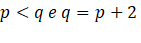 p < q e q = p + 2